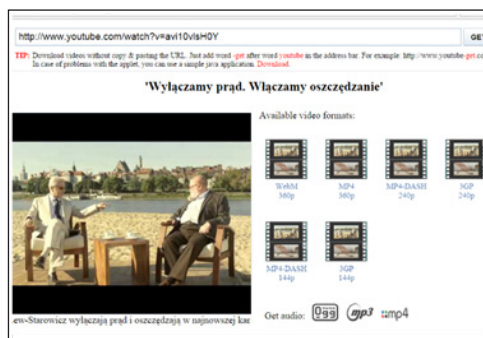 http://www.youtube.com/watch?v=avi10vlsH0Y
GE
TIP: Download videos without copy & pasting the URL. Just add word -get after word youtube in the address bar. For example: http://www.youtube-get.co
In case of problems with the applet, you can use a simple java application. Download.
'Wyłączamy prąd. Włączamy oszczędzanie'
Available video formats:
WebM MP4 MP4-DASH 3GP
360p 360p 240p 240p
MP4-DASH 3GP
144p 144p
Get audio: Ogg mp3 mp4
ew-Starowicz wyłączają prąd i oszczędzają w najnowszej kar